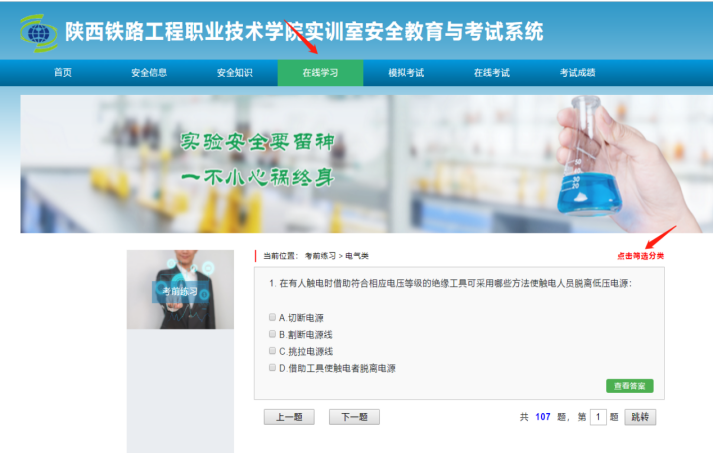 陕西铁路工程职业技术学院实训室安全教育与考试系统
首页 安全信息 安全知识 在线学习 模拟考试 在线考试 考试成绩
实验安全要留神
一不小心祸终身
当前位置： 考前练习 > 电气类 点击筛选分类
考前练习
1. 在有人触电时借助符合相应电压等级的绝缘工具可采用哪些方法使触电人员脱离低压电源：
A.切断电源
B.割断电源线
C.挑拉电源线
D.借助工具使触电者脱离电源
查看答案
上一题 下一题 共 107 题，第 1 题 跳转